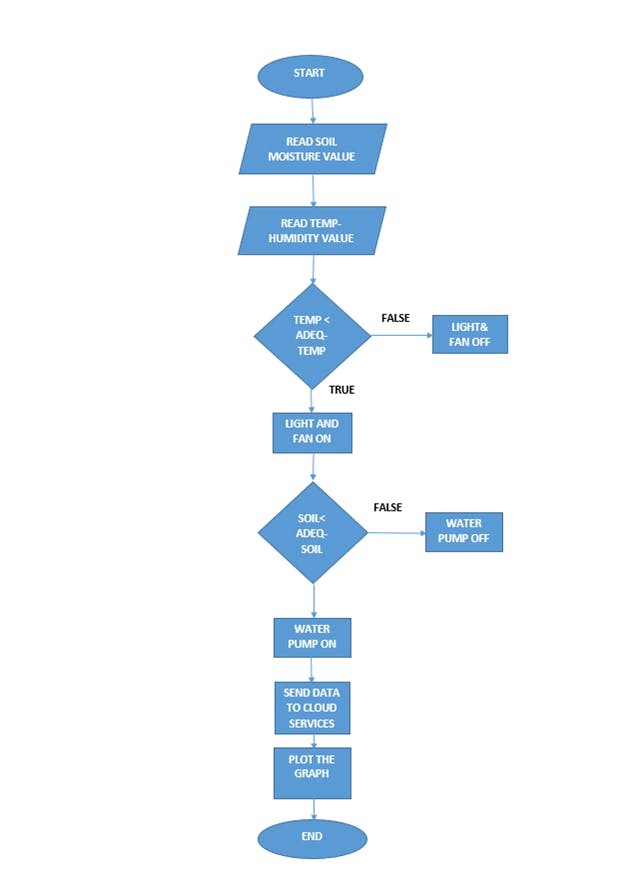 START
READ SOIL
MOISTURE VALUE
READ TEMP-
HUMIDITY VALUE
TEMP <
ADEQ-
TEMP
FALSE
LIGHT&
FAN OFF
TRUE
LIGHT AND
FAN ON
SOIL<
ADEQ-
SOIL
FALSE
WATER
PUMP OFF
WATER
PUMP ON
SEND DATA
TO CLOUD
SERVICES
PLOT THE
GRAPH
END